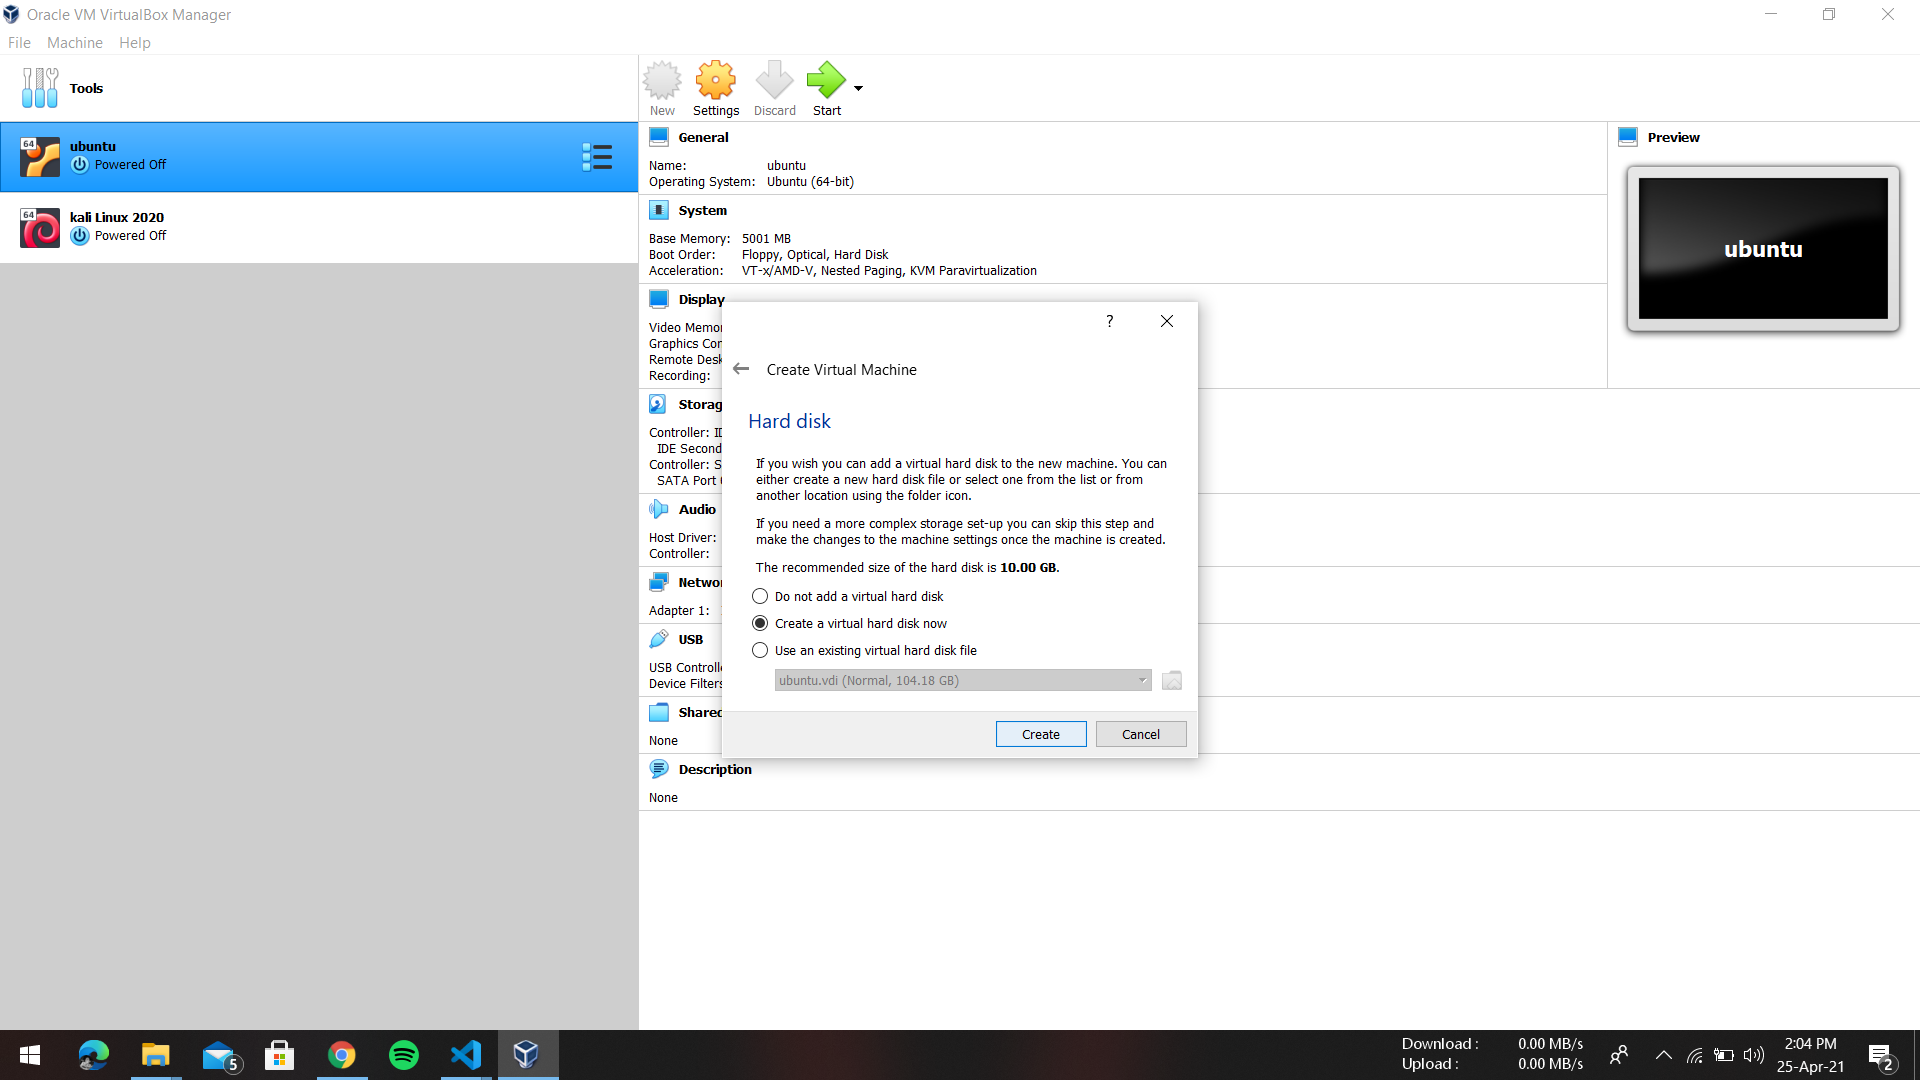 Oracle VM VirtualBox Manager
File Machine Help
Tools
New Settings Discard Start
64
ubuntu
Powered Off
64
kali Linux 2020
Powered Off
General
Name: ubuntu
Operating System: Ubuntu (64-bit)
System
Base Memory: 5001 MB
Boot Order: Floppy, Optical, Hard Disk
Acceleration: VT-x/AMD-V, Nested Paging, KVM Paravirtualization
Preview
ubuntu
Display
Video Memor
Graphics Con
Remote Desk
Recording:
Storag
Controller: ID
IDE Second
Controller: S
SATA Port
Audio
Host Driver:
Controller:
Networ
Adapter 1:
USB
USB Controlle
Device Filters
Shared
None
Description
None
?
Create Virtual Machine
Hard disk
If you wish you can add a virtual hard disk to the new machine. You can
either create a new hard disk file or select one from the list or from
another location using the folder icon.
If you need a more complex storage set-up you can skip this step and
make the changes to the machine settings once the machine is created.
The recommended size of the hard disk is 10.00 GB.
Do not add a virtual hard disk
Create a virtual hard disk now
Use an existing virtual hard disk file
ubuntu.vdi (Normal, 104.18 GB)
Create Cancel
5
Download : 0.00 MB/s
Upload : 0.00 MB/s
2:04 PM
25-Apr-21
2